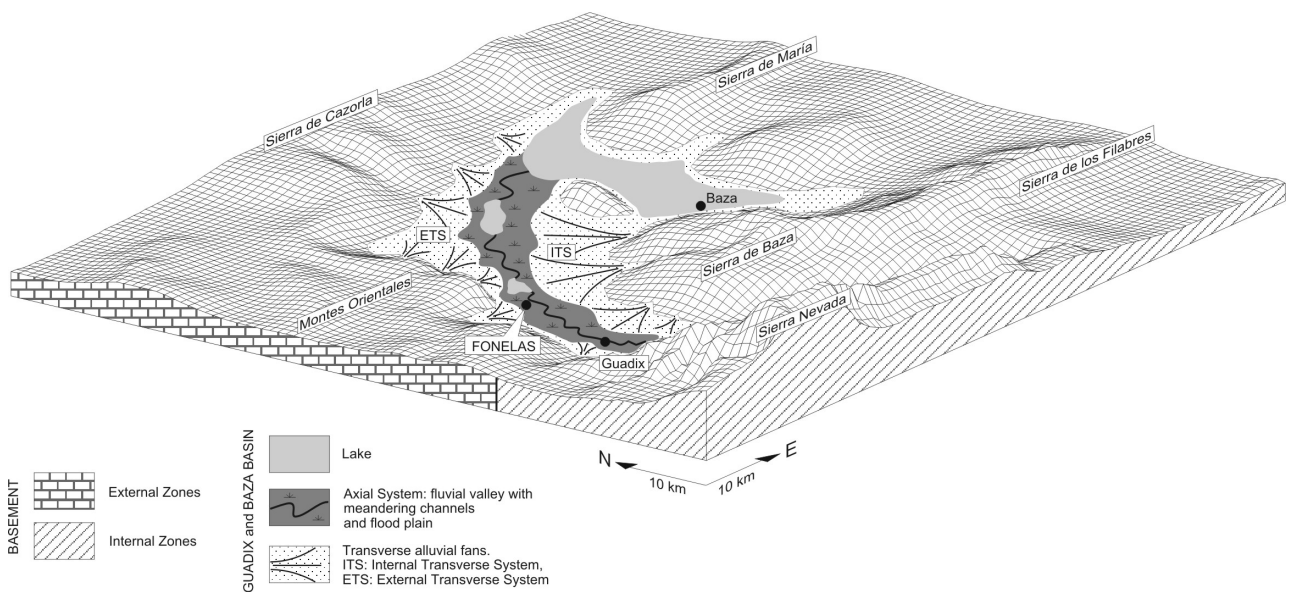 Sierra de María
Sierra de Cazorla
Sierra de los Filabres
Baza
ETS
ITS
Sierra de Baza
Montes Orientales
Sierra Nevada
FONELAS
Guadix
N
E
10 km
10 km
BASEMENT
External Zones
Internal Zones
GUADIX and BAZA BASIN
Lake
Axial System: fluvial valley with
meandering channels
and flood plain
Transverse alluvial fans.
ITS: Internal Transverse System,
ETS: External Transverse System